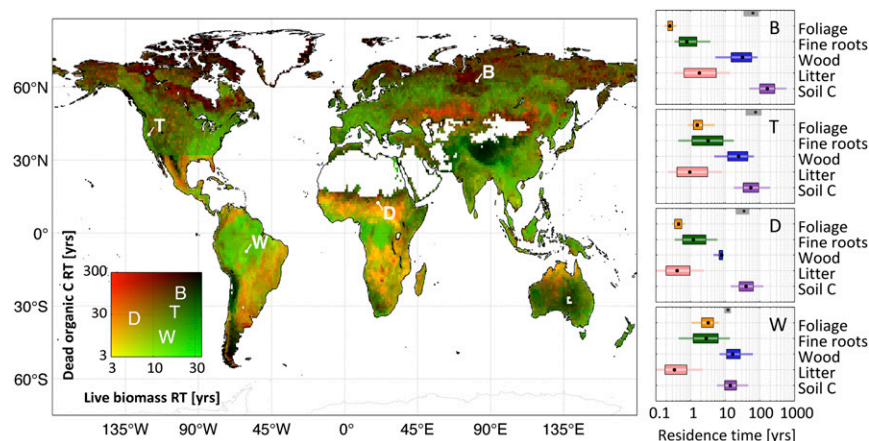 60°N
30°N
0°
30°S
60°S
135°W
90°W
45°W
0°
45°E
90°E
135°E
T
B
D
W
Dead organic C RT [yrs]
300
30
3
B
T
D
W
3
10
30
Live biomass RT [yrs]
B
Foliage
Fine roots
Wood
Litter
Soil C
T
Foliage
Fine roots
Wood
Litter
Soil C
D
Foliage
Fine roots
Wood
Litter
Soil C
W
Foliage
Fine roots
Wood
Litter
Soil C
0.1 1 10 100 1000
Residence time [yrs]